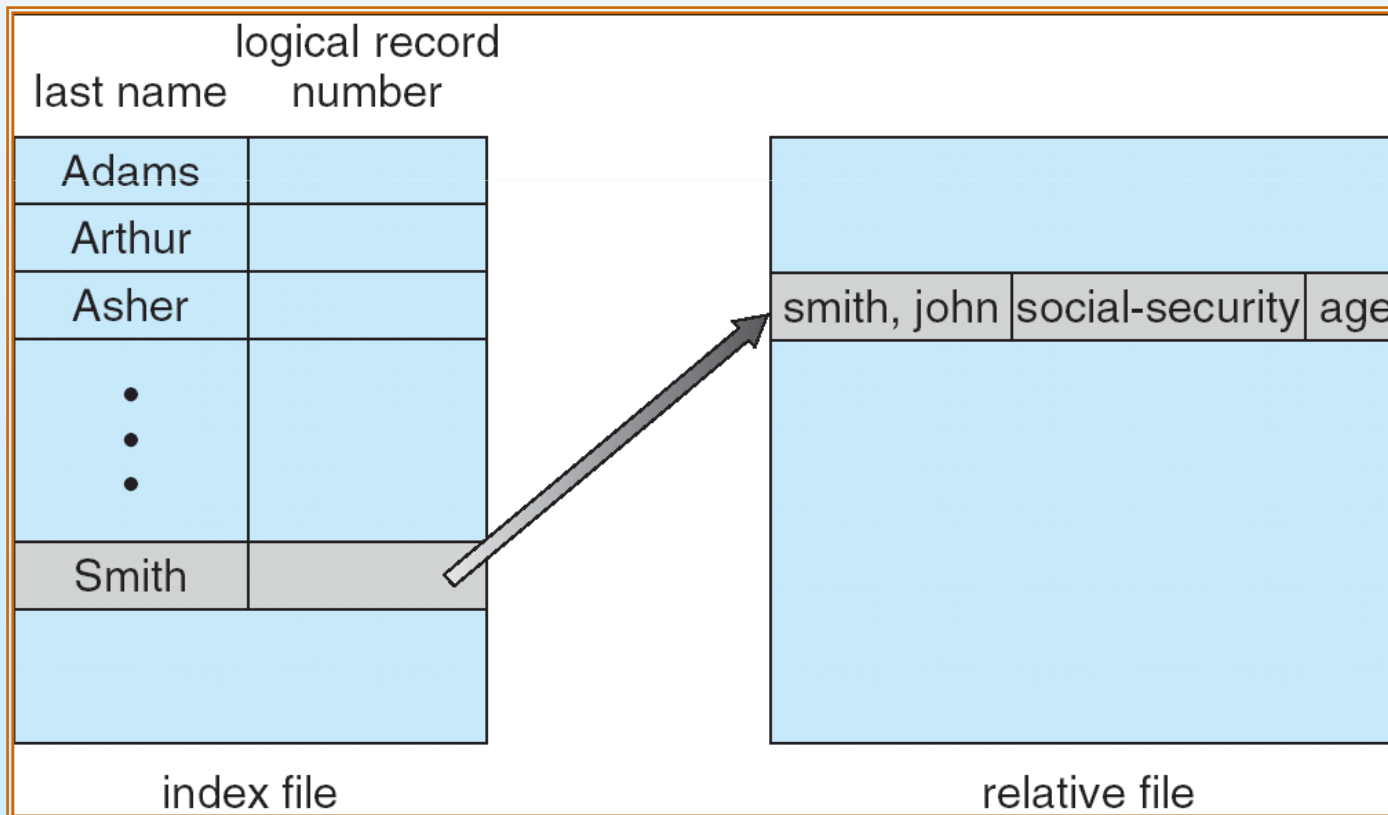 logical record
last name number
Adams
Arthur
Asher
Smith
smith, john social-security age
index file relative file